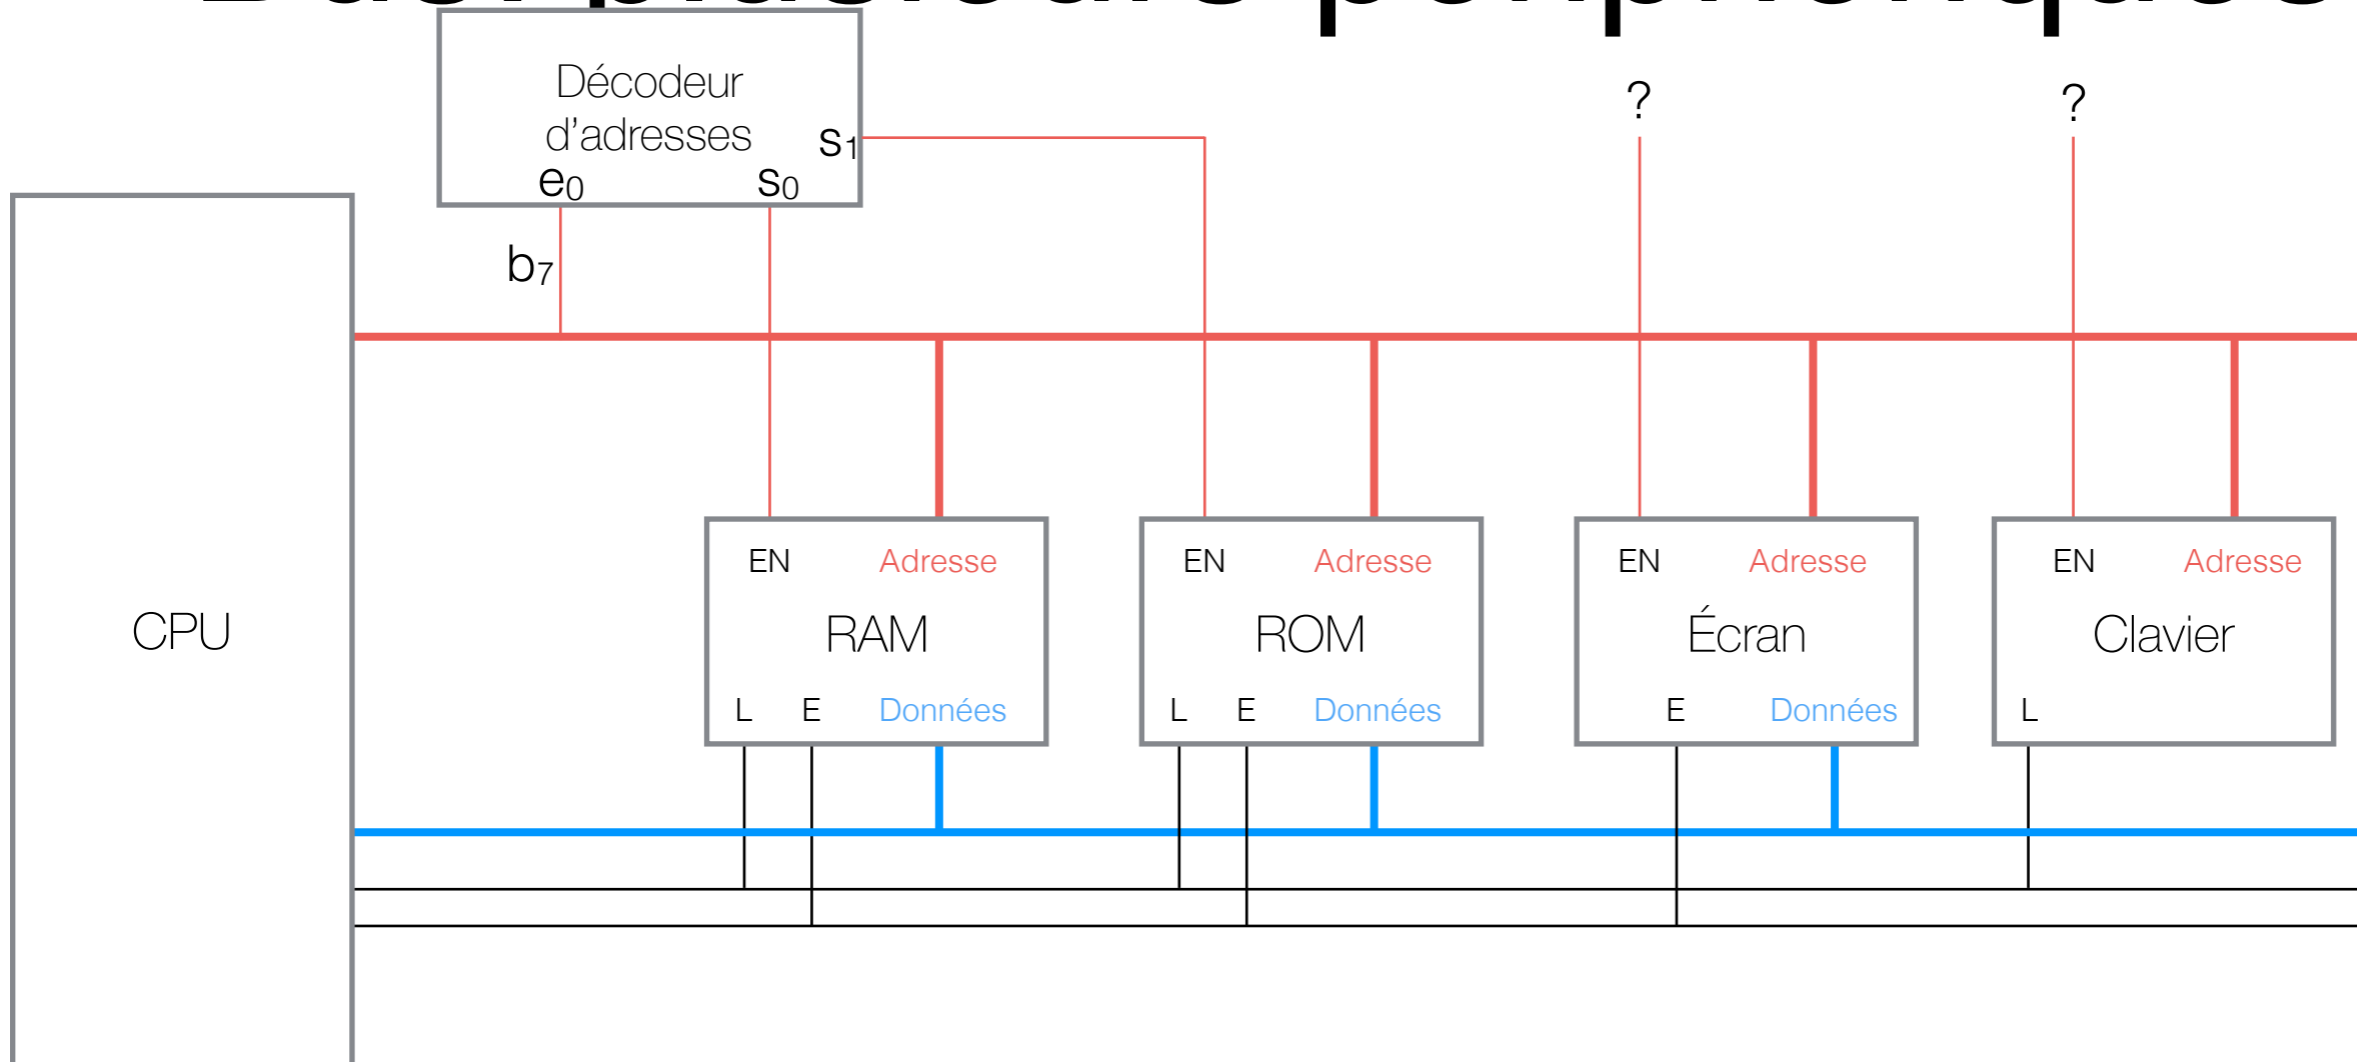 Décodeur
d'adresses
s1
e0
s0
b7
?
?
CPU
EN Adresse
RAM
L E Données
EN Adresse
ROM
L E Données
EN Adresse
Écran
E Données
EN Adresse
Clavier
L